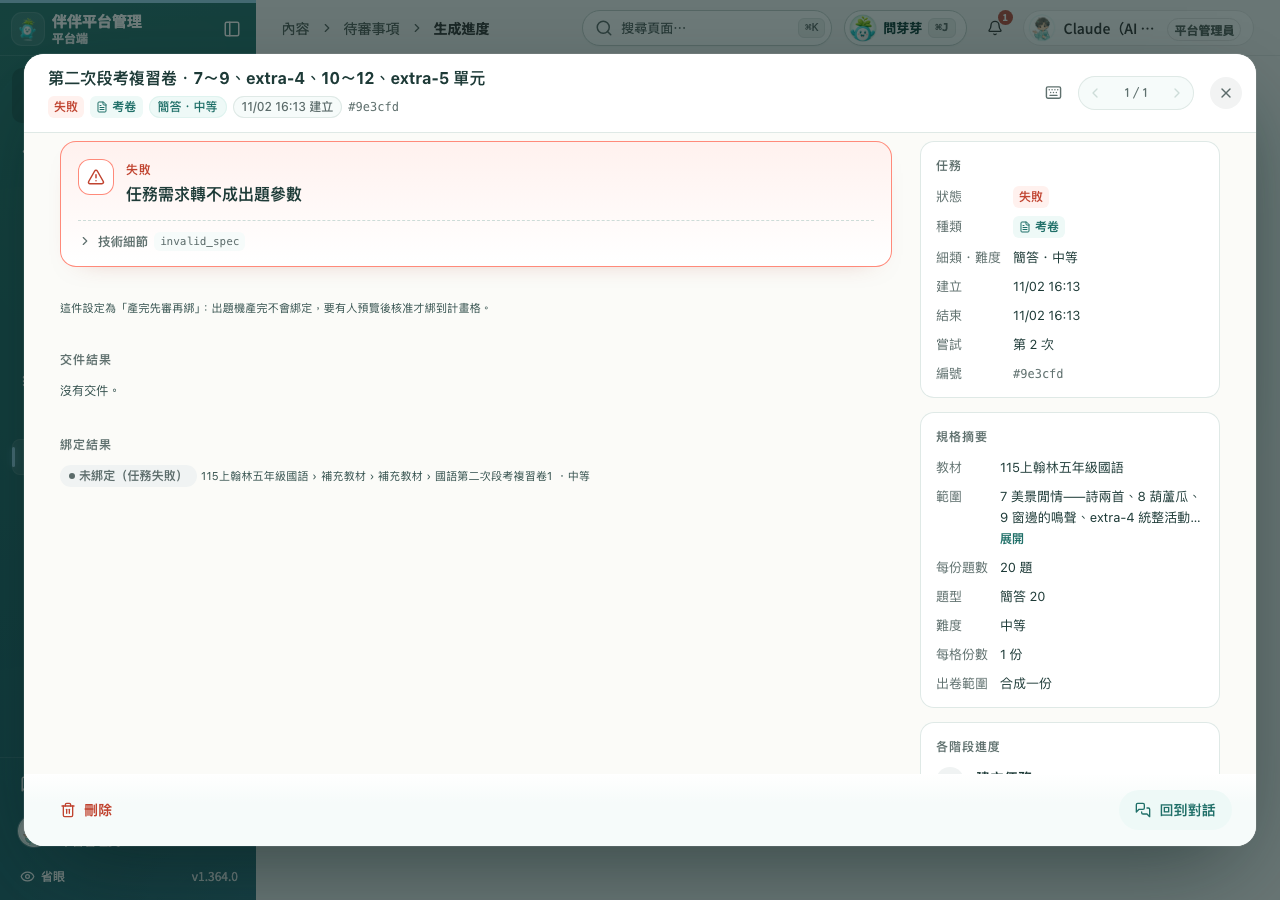 伴伴平台管理
平台端
內容
待審事項
生成進度
搜尋頁面…
⌘K
問芽芽
⌘J
1
Claude（AI …
平台管理員
第二次段考複習卷 · 7～9、extra-4、10～12、extra-5 單元
失敗
考卷
簡答 · 中等
11/02 16:13 建立
#9e3cfd
1 / 1
失敗
任務需求轉不成出題參數
技術細節
invalid_spec
這件設定為「產完先審再綁」：出題機產完不會綁定，要有人預覽後核准才綁到計畫格。
交件結果
沒有交件。
綁定結果
未綁定（任務失敗）
115上翰林五年級國語 › 補充教材 › 補充教材 › 國語第二次段考複習卷1 · 中等
任務
狀態
失敗
種類
考卷
細類 · 難度
簡答 · 中等
建立
11/02 16:13
結束
11/02 16:13
嘗試
第 2 次
編號
#9e3cfd
規格摘要
教材
115上翰林五年級國語
範圍
7 美景閒情——詩兩首、8 葫蘆瓜、
9 窗邊的鳴聲、extra-4 統整活動…
展開
每份題數
20 題
題型
簡答 20
難度
中等
每格份數
1 份
出卷範圍
合成一份
各階段進度
刪除
回到對話
省眼
v1.364.0